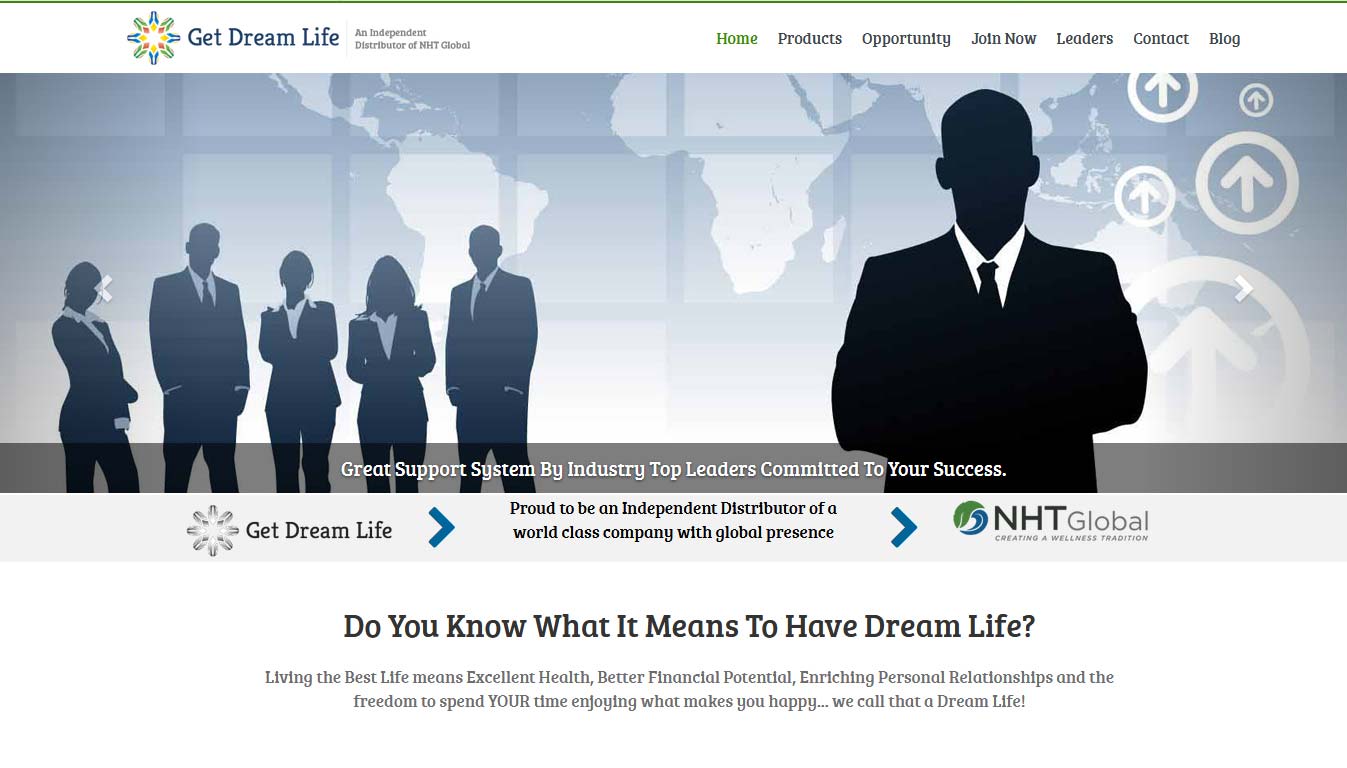 Get Dream Life
An Independent
Distributor of NHT Global
Home Products Opportunity Join Now Leaders Contact Blog
Great Support System By Industry Top Leaders Committed To Your Success.
Get Dream Life
Proud to be an Independent Distributor of a
world class company with global presence
NHT Global
CREATING A WELLNESS TRADITION
Do You Know What It Means To Have Dream Life?
Living the Best Life means Excellent Health, Better Financial Potential, Enriching Personal Relationships and the
freedom to spend YOUR time enjoying what makes you happy... we call that a Dream Life!